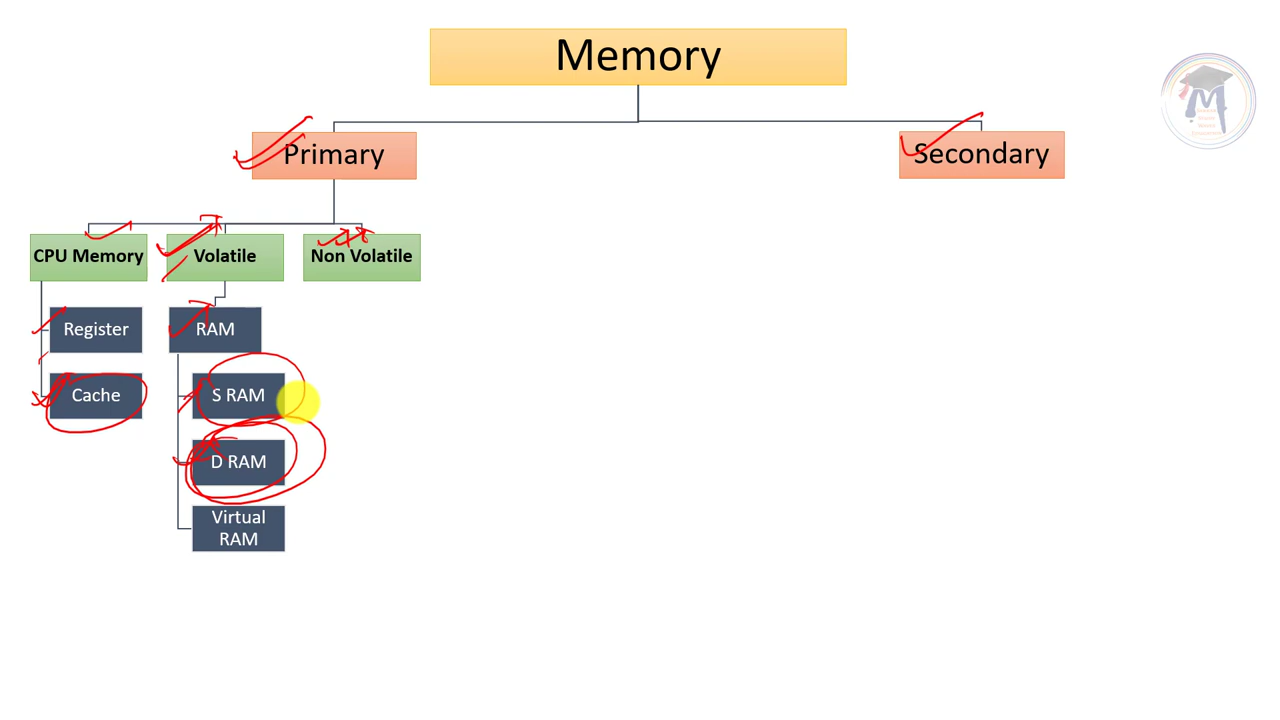 Memory
Primary
Secondary
CPU Memory
Volatile
Non Volatile
Register
RAM
Cache
S RAM
D RAM
Virtual
RAM
M